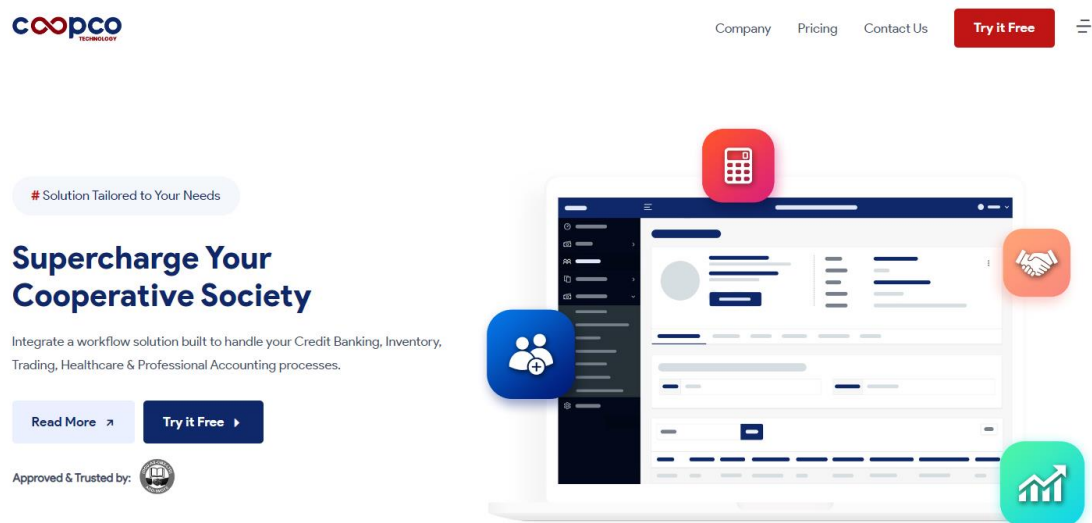 coopco
TECHNOLOGY
Company Pricing Contact Us Try it Free
# Solution Tailored to Your Needs
Supercharge Your
Cooperative Society
Integrate a workflow solution built to handle your Credit Banking, Inventory,
Trading, Healthcare & Professional Accounting processes.
Read More Try it Free
Approved & Trusted by: